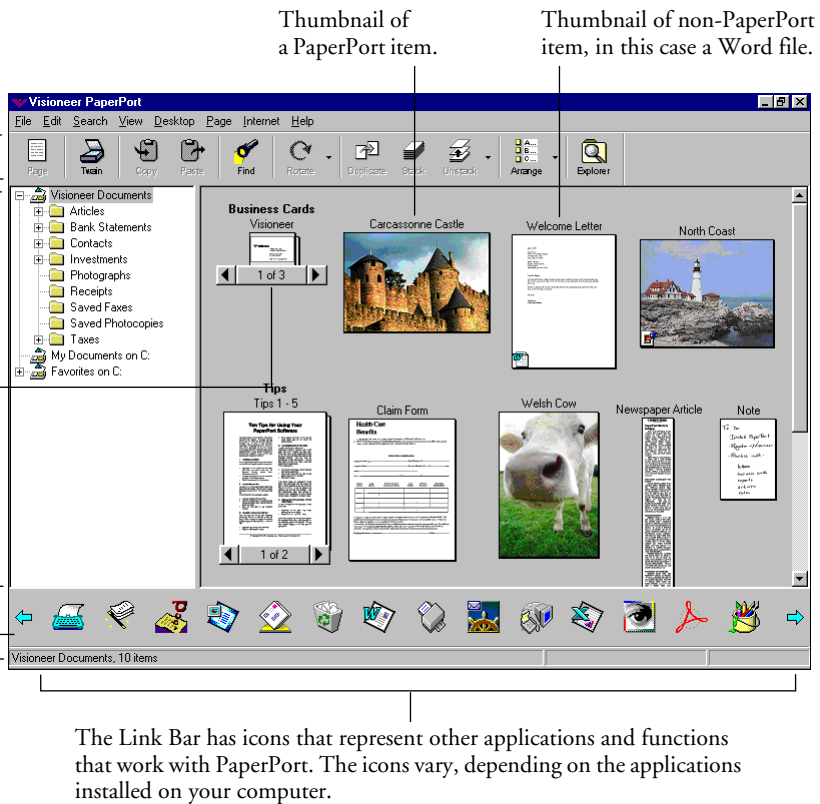 Thumbnail of
a PaperPort item.
Thumbnail of non-PaperPort
item, in this case a Word file.
Visioneer PaperPort
File Edit Search View Desktop Page Internet Help
Page Twain Copy Paste Find Rotate Duplicate Stack Unstack Arrange Explorer
Visioneer Documents
Articles
Bank Statements
Contacts
Investments
Photographs
Receipts
Saved Faxes
Saved Photocopies
Taxes
My Documents on C:
Favorites on C:
Business Cards
Visioneer
1 of 3
Carcassonne Castle
Welcome Letter
North Coast
Tips
Tips 1 - 5
Ten Tips for Using Your
PaperPort Software
1 of 2
Claim Form
Health Care
Benefits
Welsh Cow
Newspaper Article
Note
Visioneer Documents, 10 items
The Link Bar has icons that represent other applications and functions
that work with PaperPort. The icons vary, depending on the applications
installed on your computer.